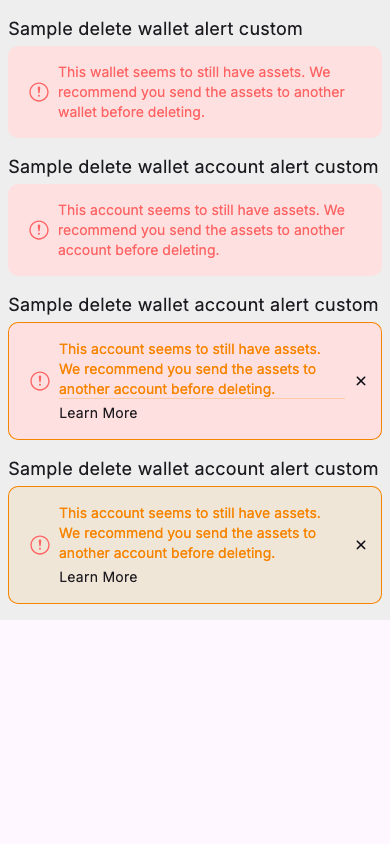 Sample delete wallet alert custom
This wallet seems to still have assets. We
recommend you send the assets to another
wallet before deleting.
Sample delete wallet account alert custom
This account seems to still have assets. We
recommend you send the assets to another
account before deleting.
Sample delete wallet account alert custom
This account seems to still have assets.
We recommend you send the assets to
another account before deleting.
Learn More
Sample delete wallet account alert custom
This account seems to still have assets.
We recommend you send the assets to
another account before deleting.
Learn More